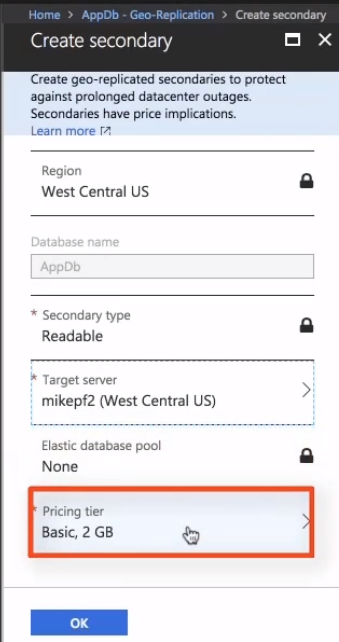 Home > AppDb - Geo-Replication > Create secondary
Create secondary
Create geo-replicated secondaries to protect
against prolonged datacenter outages.
Secondaries have price implications.
Learn more
Region
West Central US
Database name
AppDb
* Secondary type
Readable
* Target server
mikepf2 (West Central US)
Elastic database pool
None
* Pricing tier
Basic, 2 GB
OK